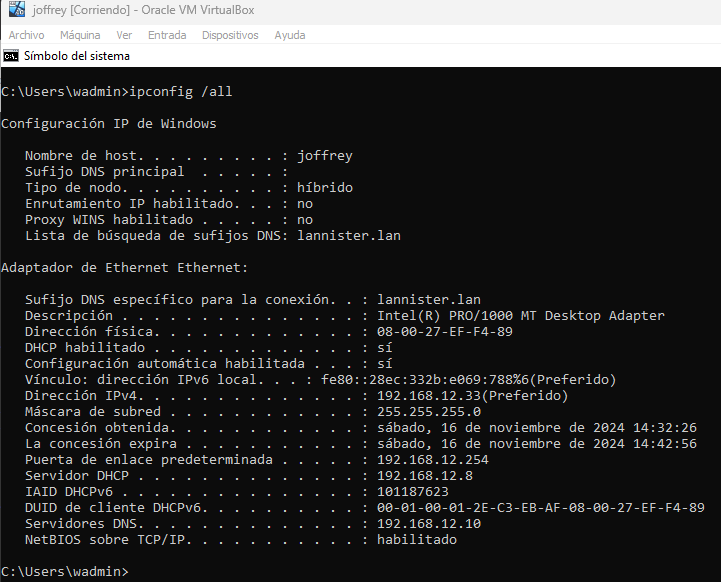 joffrey [Corriendo] - Oracle VM VirtualBox
Archivo Máquina Ver Entrada Dispositivos Ayuda
Símbolo del sistema
C:\Users\wadmin>ipconfig /all
Configuración IP de Windows
Nombre de host. . . . . . . . . : joffrey
Sufijo DNS principal  . . . . . :
Tipo de nodo. . . . . . . . . . : híbrido
Enrutamiento IP habilitado. . . : no
Proxy WINS habilitado . . . . . : no
Lista de búsqueda de sufijos DNS: lannister.lan
Adaptador de Ethernet Ethernet:
Sufijo DNS específico para la conexión. . : lannister.lan
Descripción . . . . . . . . . . . . . . . : Intel(R) PRO/1000 MT Desktop Adapter
Dirección física. . . . . . . . . . . . . : 08-00-27-EF-F4-89
DHCP habilitado . . . . . . . . . . . . . : sí
Configuración automática habilitada . . . : sí
Vínculo: dirección IPv6 local. . . : fe80::28ec:332b:e069:788%6(Preferido)
Dirección IPv4. . . . . . . . . . . . . . : 192.168.12.33(Preferido)
Máscara de subred . . . . . . . . . . . . : 255.255.255.0
Concesión obtenida. . . . . . . . . . . . : sábado, 16 de noviembre de 2024 14:32:26
La concesión expira . . . . . . . . . . . : sábado, 16 de noviembre de 2024 14:42:56
Puerta de enlace predeterminada . . . . . : 192.168.12.254
Servidor DHCP . . . . . . . . . . . . . . : 192.168.12.8
IAID DHCPv6 . . . . . . . . . . . . . . . : 101187623
DUID de cliente DHCPv6. . . . . . . . . . : 00-01-00-01-2E-C3-EB-AF-08-00-27-EF-F4-89
Servidores DNS. . . . . . . . . . . . . . : 192.168.12.10
NetBIOS sobre TCP/IP. . . . . . . . . . . : habilitado
C:\Users\wadmin>